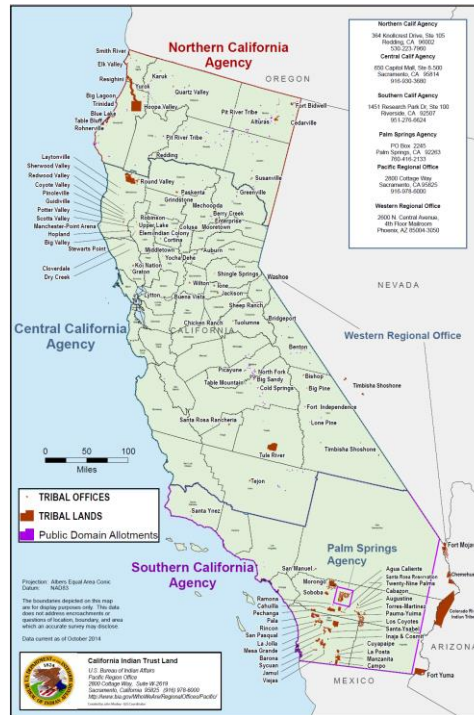 Northern California
Agency
OREGON
Northern Calif Agency
364 Knollcrest Drive, Ste 105
Redding, CA 96002
530-223-7960
Central Calif Agency
650 Capitol Mall, Ste 8-500
Sacramento, CA 95814
916-930-3680
Southern Calif Agency
1451 Research Park Dr, Ste 100
Riverside, CA 92507
951-276-6624
Palm Springs Agency
PO Box 2245
Palm Springs, CA 92263
760-416-2133
Pacific Regional Office
2800 Cottage Way
Sacramento, CA 95825
916-978-6000
Western Regional Office
2600 N. Central Avenue,
4th Floor Mailroom
Phoenix, AZ 85004-3050
Smith River
Elk Valley
Resighini
Big Lagoon
Trinidad
Blue Lake
Table Bluff
Rohnerville
Karuk
Yurok
Hoopa Valley
Quartz Valley
Pit River Tribe
Alturas
Fort Bidwell
Cedarville
Pit River Tribe
Redding
Susanville
Laytonville
Sherwood Valley
Redwood Valley
Coyote Valley
Pinoleville
Guidiville
Potter Valley
Scotts Valley
Manchester-Point Arena
Hopland
Big Valley
Stewarts Point
Cloverdale
Dry Creek
Round Valley
Paskenta
Grindstone
Greenville
Mechoopda
Berry Creek
Enterprise
Mooretown
Robinson
Upper Lake
Colusa
Elem Indian Colony
Cortina
Middletown
Auburn
Yocha Dehe
Koi Nation
Graton
Lytton
Shingle Springs
Washoe
Wilton
Ione
Buena Vista
Jackson
Sheep Ranch
Chicken Ranch
Tuolumne
Bridgeport
Benton
CALIFORNIA
NEVADA
Central California
Agency
Western Regional Office
Picayune
North Fork
Table Mountain
Big Sandy
Cold Springs
Bishop
Big Pine
Timbisha Shoshone
Fort Independence
Lone Pine
Santa Rosa Rancheria
Tule River
Timbisha Shoshone
Tejon
Santa Ynez
0 50 100
Miles
TRIBAL OFFICES
TRIBAL LANDS
Public Domain Allotments
Southern California
Agency
Palm Springs
Agency
San Manuel
Morongo
Soboba
Ramona
Cahuilla
Pechanga
Pala
Rincon
San Pasqual
La Jolla
Mesa Grande
Barona
Sycuan
Jamul
Viejas
Agua Caliente
Santa Rosa Reservation
Twenty-Nine Palms
Cabazon
Augustine
Torres-Martinez
Pauma-Yuima
Los Coyotes
Santa Ysabel
Inaja & Cosmit
Cuyapaipe
La Posta
Manzanita
Campo
Fort Mojave
Chemehuevi
Colorado River
Indian Tribes
ARIZONA
Fort Yuma
MEXICO
Projection: Albers Equal Area Conic
Datum: NAD83
The boundaries depicted on this map
are for display purposes only. This data
does not address encroachments or
questions of location, boundary, and area
which an accurate survey may disclose.
Data current as of October 2014
California Indian Trust Land
U.S. Bureau of Indian Affairs
Pacific Region Office
2800 Cottage Way, Suite W-2619
Sacramento, California 95825 (916) 978-6000
http://www.bia.gov/WhoWeAre/RegionalOffices/Pacific/